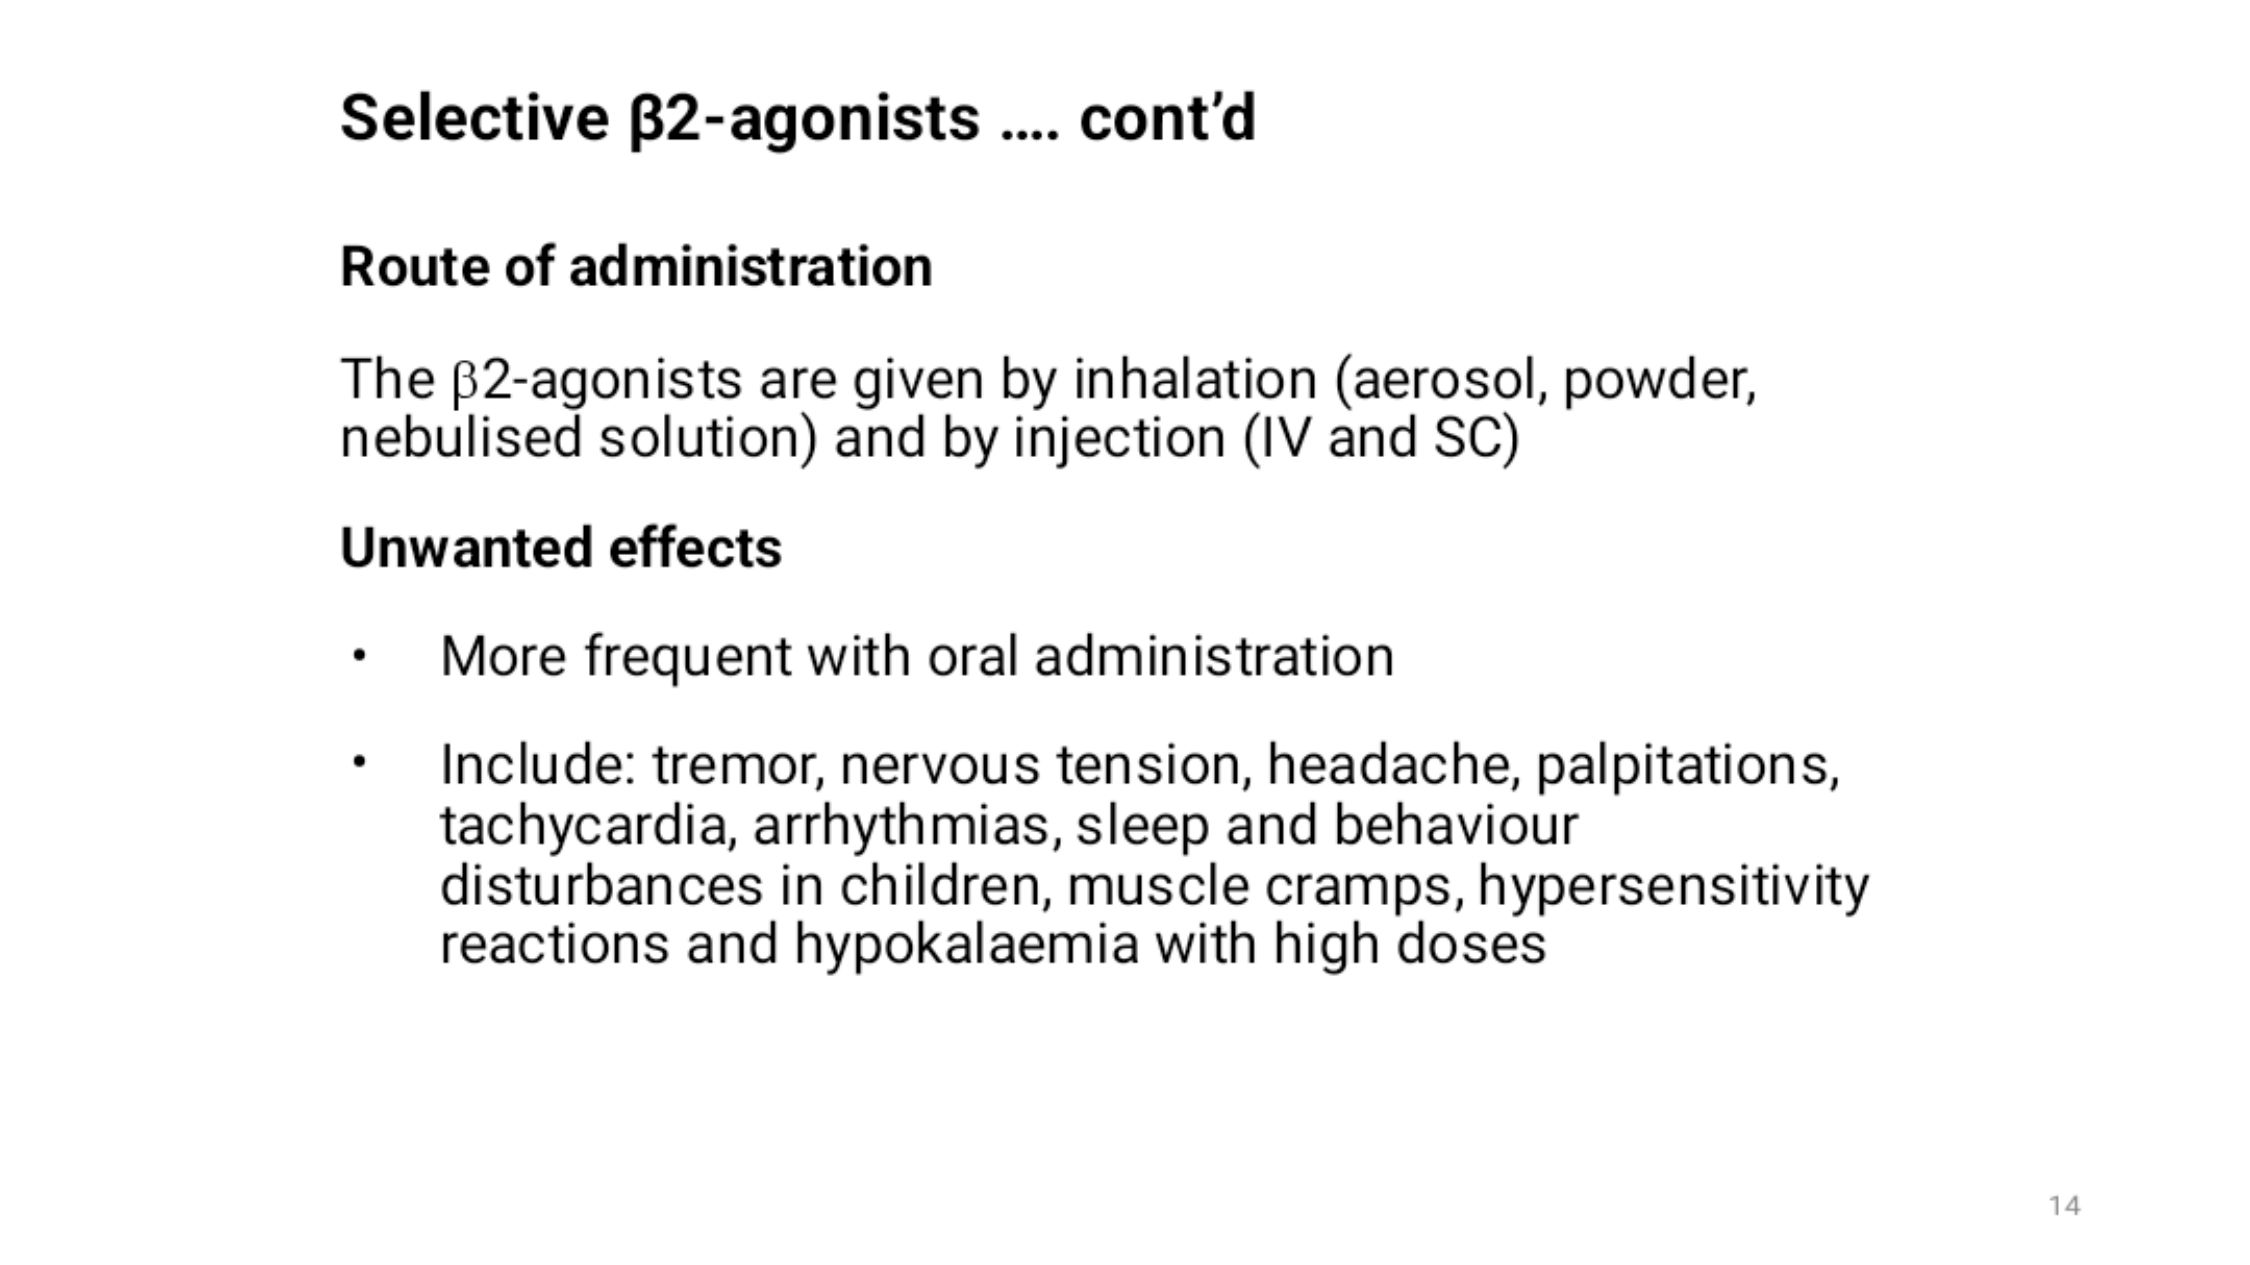 Selective β2-agonists .... cont’d
Route of administration
The β2-agonists are given by inhalation (aerosol, powder,
nebulised solution) and by injection (IV and SC)
Unwanted effects
• More frequent with oral administration
• Include: tremor, nervous tension, headache, palpitations,
tachycardia, arrhythmias, sleep and behaviour
disturbances in children, muscle cramps, hypersensitivity
reactions and hypokalaemia with high doses
14